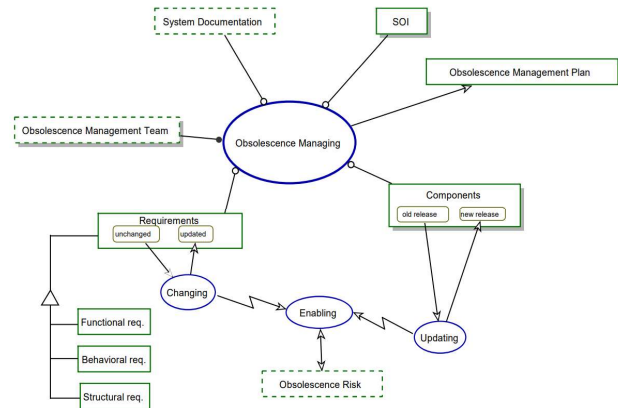 System Documentation
SOI
Obsolescence Management Plan
Obsolescence Management Team
Obsolescence Managing
Components
old release
new release
Requirements
unchanged
updated
Changing
Enabling
Updating
Functional req.
Behavioral req.
Structural req.
Obsolescence Risk